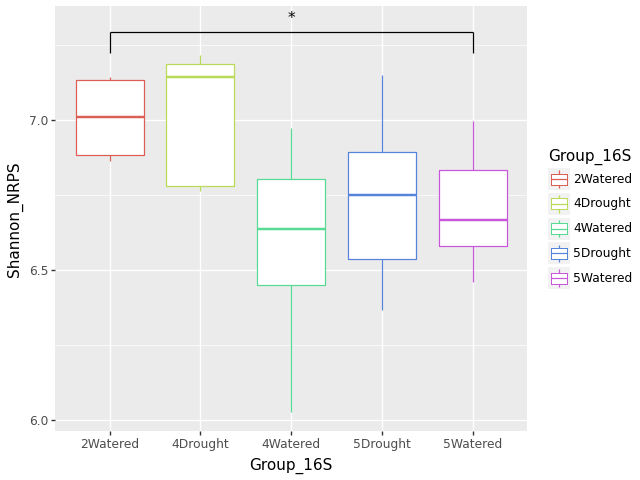 *
7.0
6.5
6.0
Shannon_NRPS
2Watered
4Drought
4Watered
5Drought
5Watered
Group_16S
Group_16S
2Watered
4Drought
4Watered
5Drought
5Watered